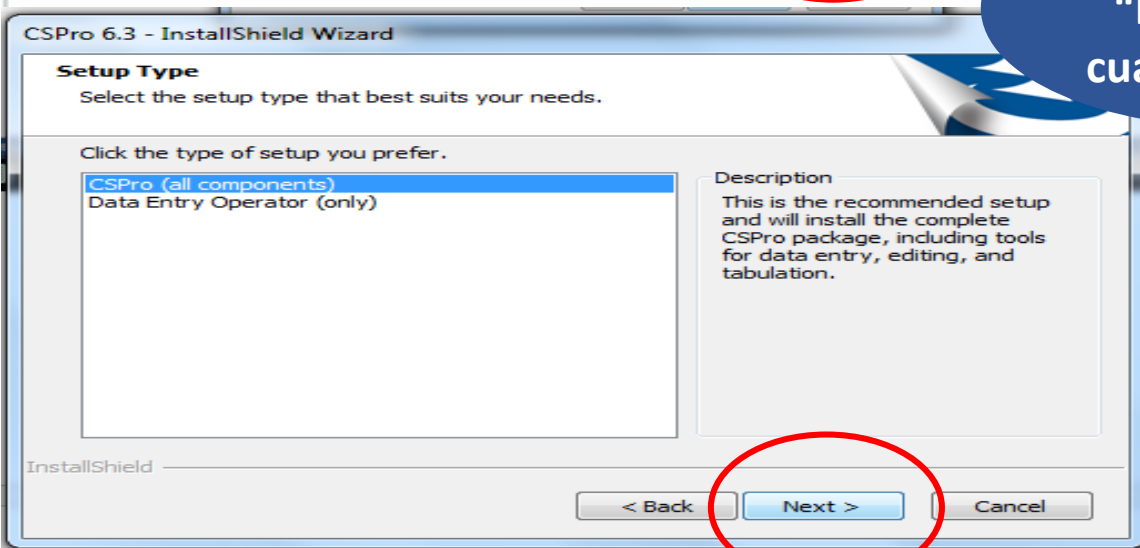 cua
CSPro 6.3 - InstallShield Wizard
Setup Type
Select the setup type that best suits your needs.
Click the type of setup you prefer.
CSPro (all components)
Data Entry Operator (only)
Description
This is the recommended setup
and will install the complete
CSPro package, including tools
for data entry, editing, and
tabulation.
InstallShield
< Back
Next >
Cancel